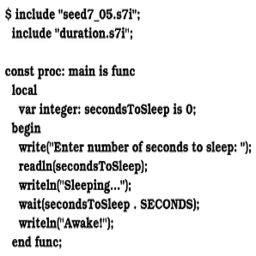 $ include "seed7_05.s7i";
include "duration.s7i";
const proc: main is func
local
var integer: secondsToSleep is 0;
begin
write("Enter number of seconds to sleep: ");
readln(secondsToSleep);
writeln("Sleeping...");
wait(secondsToSleep . SECONDS);
writeln("Awake!");
end func;